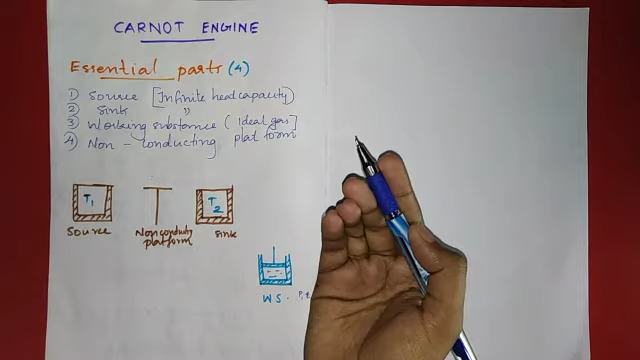 CARNOT ENGINE
Essential parts (4)
① Source [Infinite heat capacity)
② Sink "
③ Working substance ( Ideal gas]
④ Non - conducting plat form
T1
T2
Source
Non conducting
platform
Sink
WS.